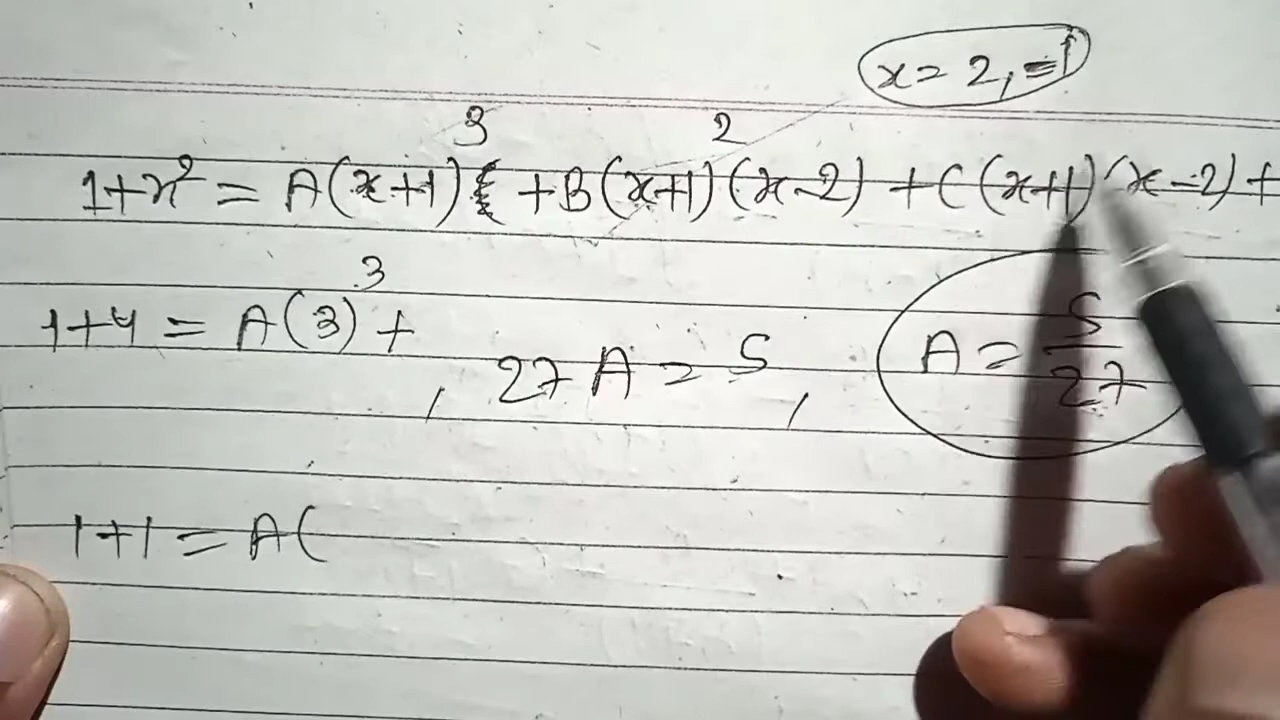 x = 2, -1
1+x² = A(x+1)³ + B(x+1)²(x-2) + C(x+1)(x-2) +
1+4 = A(3)³ + , 27A = 5, A = 5/27
1+1 = A(